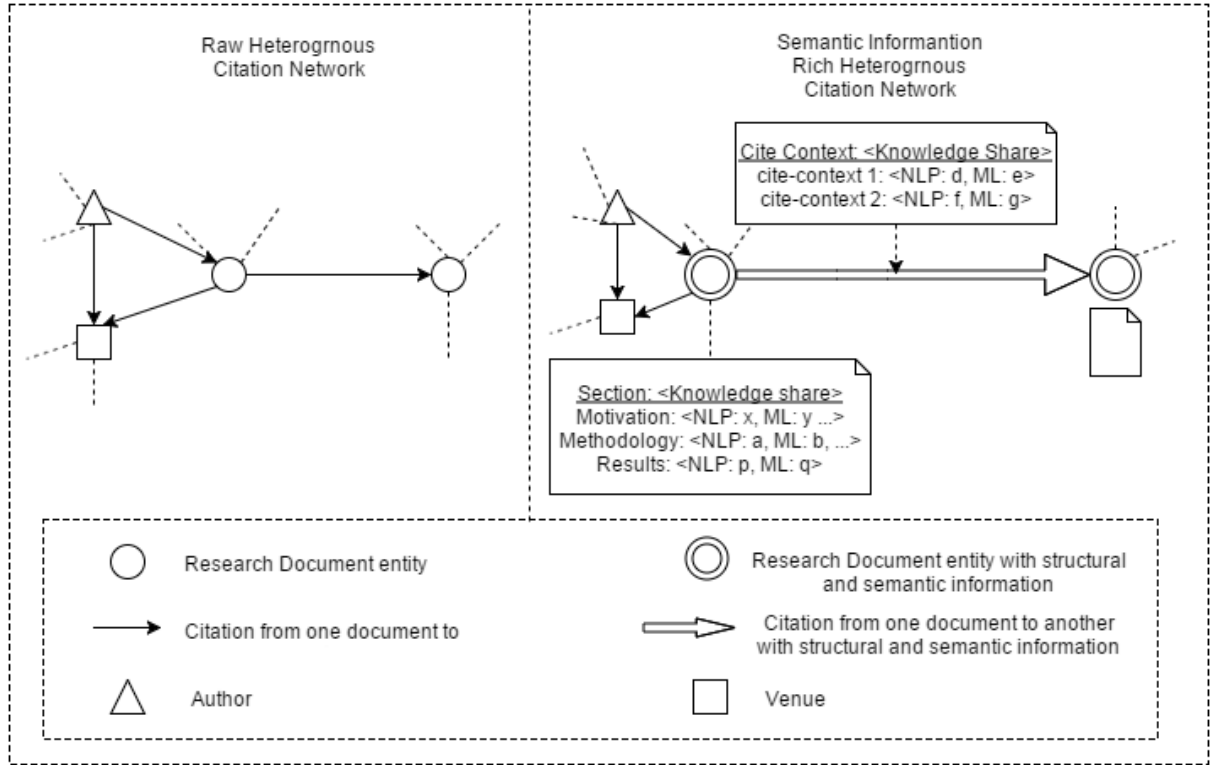 Raw Heterogrnous
Citation Network
Semantic Informantion
Rich Heterogrnous
Citation Network
Cite Context: <Knowledge Share>
cite-context 1: <NLP: d, ML: e>
cite-context 2: <NLP: f, ML: g>
Section: <Knowledge share>
Motivation: <NLP: x, ML: y ...>
Methodology: <NLP: a, ML: b, ...>
Results: <NLP: p, ML: q>
Research Document entity
Research Document entity with structural
and semantic information
Citation from one document to
Citation from one document to another
with structural and semantic information
Author
Venue